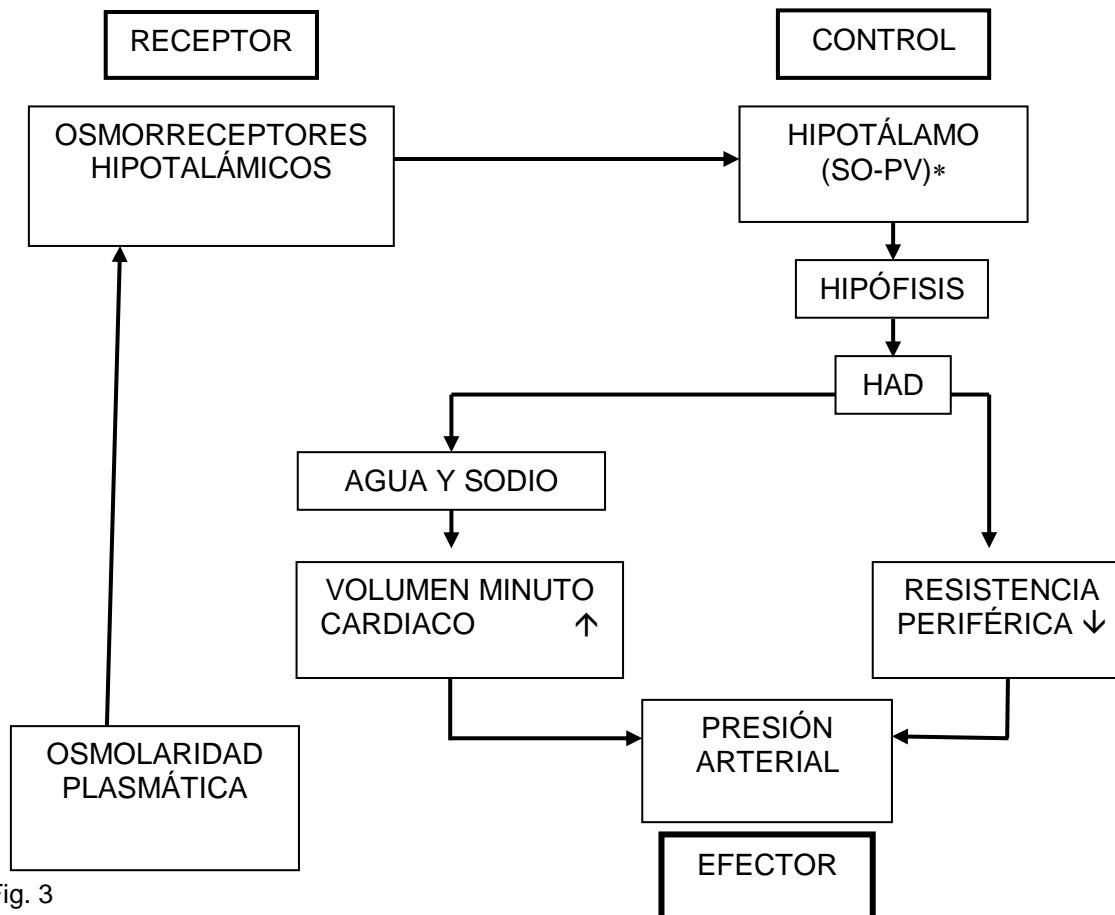 RECEPTOR
CONTROL
OSMORRECEPTORES
HIPOTALÁMICOS
HIPOTÁLAMO
(SO-PV)*
HIPÓFISIS
HAD
AGUA Y SODIO
VOLUMEN MINUTO
CARDIACO ↑
RESISTENCIA
PERIFÉRICA ↓
OSMOLARIDAD
PLASMÁTICA
PRESIÓN
ARTERIAL
EFECTOR
Fig. 3